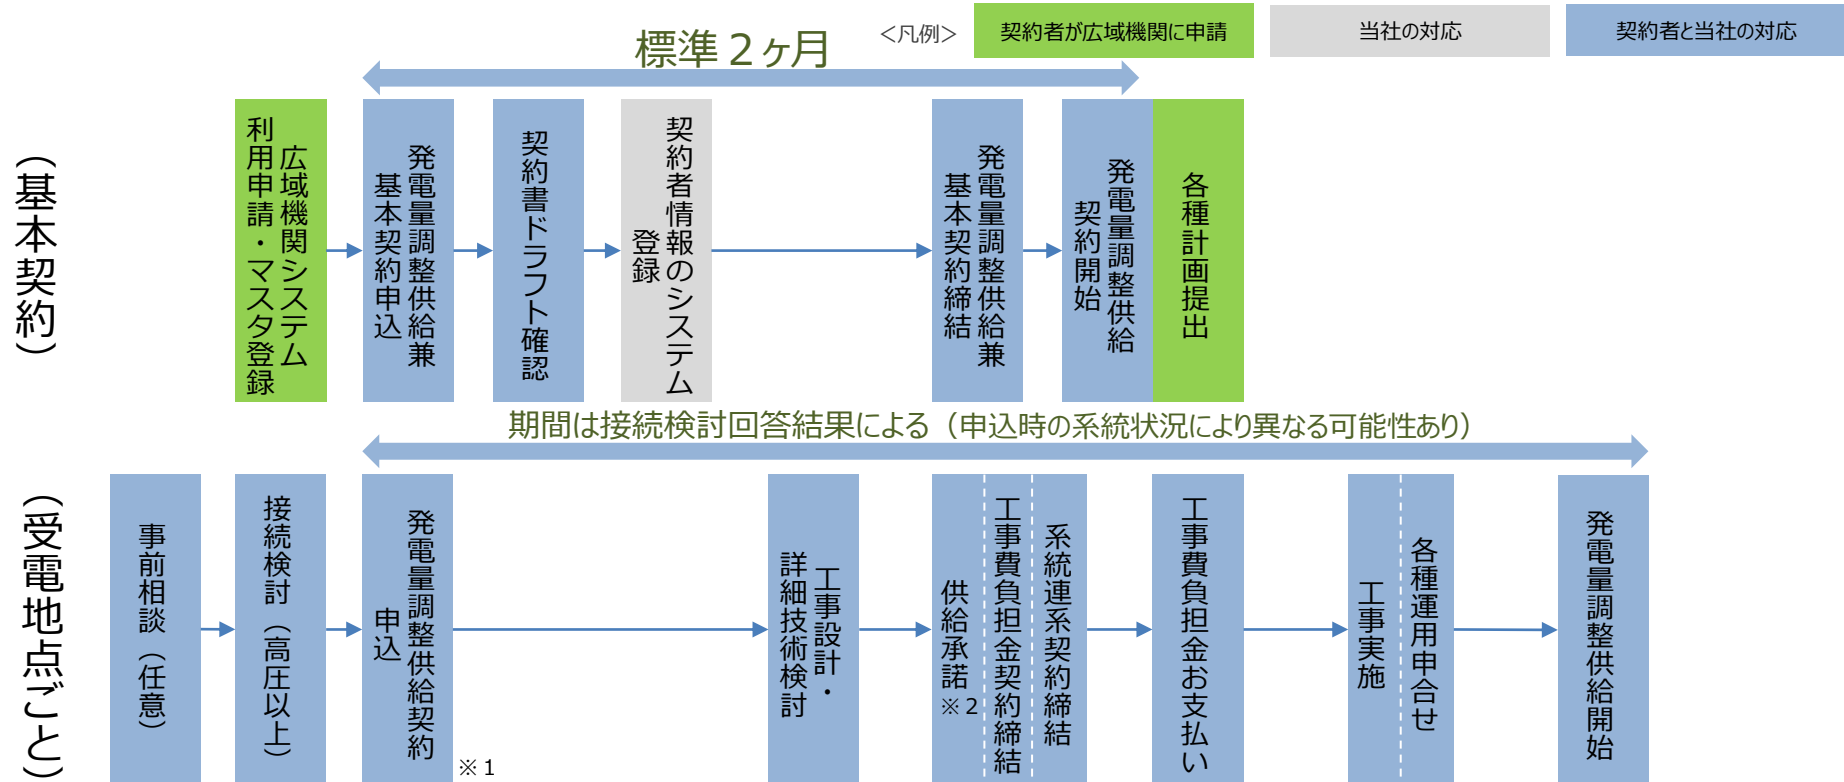 標準２ヶ月
＜凡例＞
契約者が広域機関に申請
当社の対応
契約者と当社の対応
（基本契約）
広域機関システム
利用申請・マスタ登録
発電量調整供給兼
基本契約申込
契約書ドラフト確認
契約者情報のシステム
登録
発電量調整供給兼
基本契約締結
発電量調整供給
契約開始
各種計画提出
期間は接続検討回答結果による（申込時の系統状況により異なる可能性あり）
（受電地点ごと）
事前相談（任意）
接続検討（高圧以上）
発電量調整供給契約
申込
※１
工事設計・
詳細技術検討
供給承諾
※２
工事費負担金契約締結
系統連系契約締結
工事費負担金お支払い
工事実施
各種運用申合せ
発電量調整供給開始